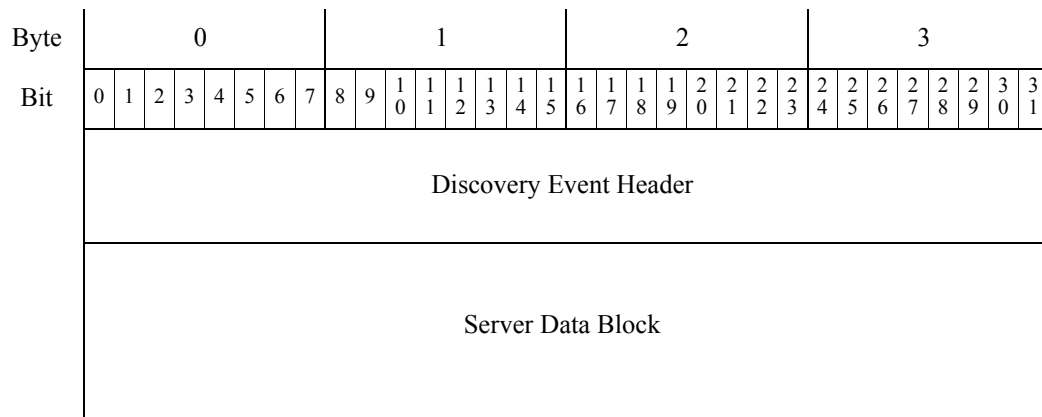 Byte 0 1 2 3
Bit 0 1 2 3 4 5 6 7 8 9 10 11 12 13 14 15 16 17 18 19 20 21 22 23 24 25 26 27 28 29 30 31
Discovery Event Header
Server Data Block